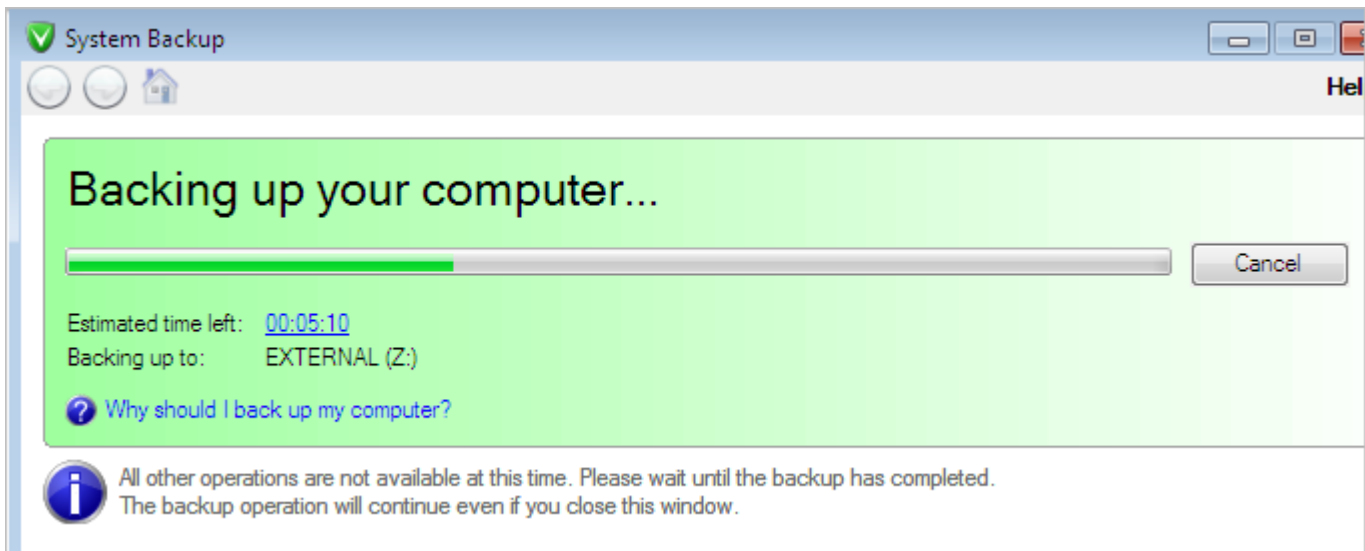 System Backup
Hel
Backing up your computer...
Cancel
Estimated time left: 00:05:10
Backing up to: EXTERNAL (Z:)
Why should I back up my computer?
All other operations are not available at this time. Please wait until the backup has completed.
The backup operation will continue even if you close this window.